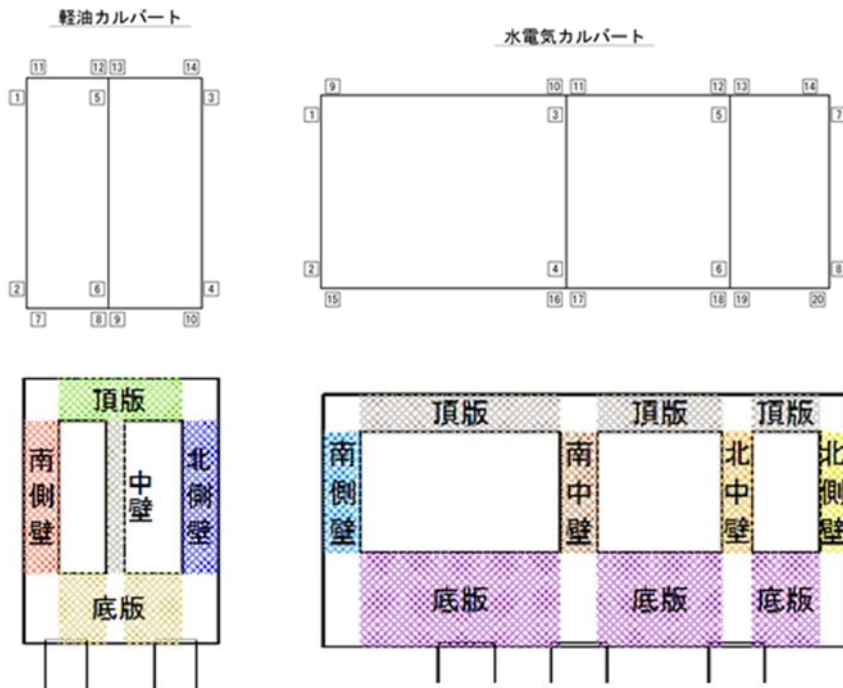 軽油カルバート
11 12 13 14
1 5 3
2 6 4
7 8 9 10
水電気カルバート
9 10 11 12 13 14
1 3 5 7
2 4 6 8
15 16 17 18 19 20
頂版
南側壁
中壁
北側壁
底版
頂版 頂版 頂版
南側壁
南中壁
北中壁
北側壁
底版 底版 底版